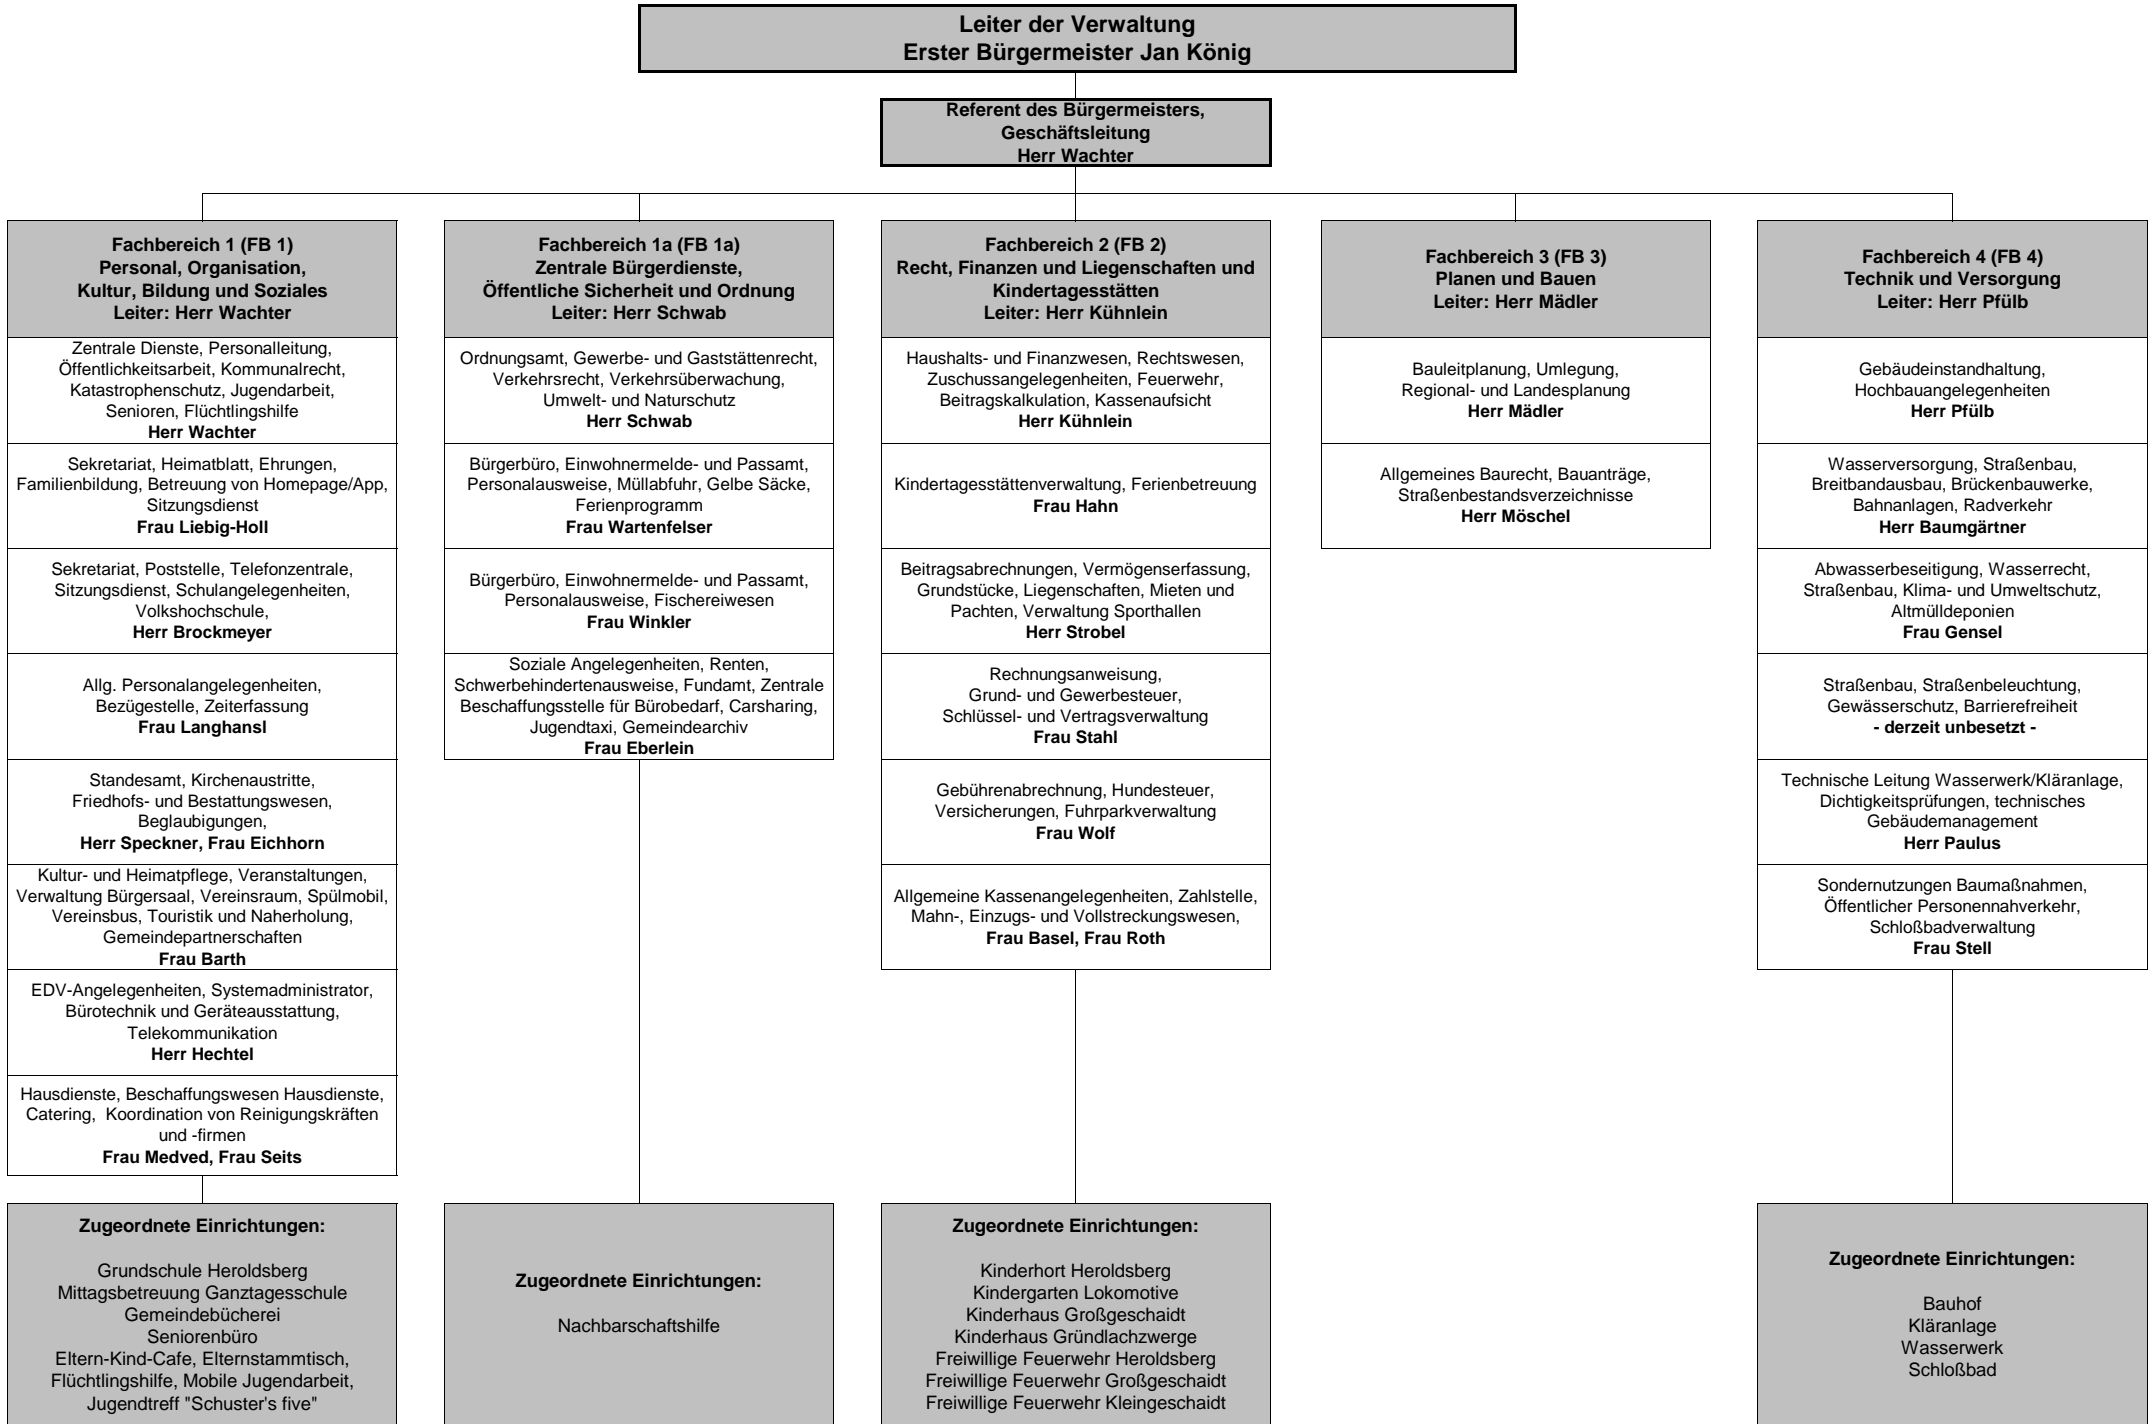 Leiter der Verwaltung
Erster Bürgermeister Jan König
Referent des Bürgermeisters,
Geschäftsleitung
Herr Wachter
Fachbereich 1 (FB 1)
Personal, Organisation,
Kultur, Bildung und Soziales
Leiter: Herr Wachter
Zentrale Dienste, Personalleitung,
Öffentlichkeitsarbeit, Kommunalrecht,
Katastrophenschutz, Jugendarbeit,
Senioren, Flüchtlingshilfe
Herr Wachter
Sekretariat, Heimatblatt, Ehrungen,
Familienbildung, Betreuung von Homepage/App,
Sitzungsdienst
Frau Liebig-Holl
Sekretariat, Poststelle, Telefonzentrale,
Sitzungsdienst, Schulangelegenheiten,
Volkshochschule,
Herr Brockmeyer
Allg. Personalangelegenheiten,
Bezügestelle, Zeiterfassung
Frau Langhansl
Standesamt, Kirchenaustritte,
Friedhofs- und Bestattungswesen,
Beglaubigungen,
Herr Speckner, Frau Eichhorn
Kultur- und Heimatpflege, Veranstaltungen,
Verwaltung Bürgersaal, Vereinsraum, Spülmobil,
Vereinsbus, Touristik und Naherholung,
Gemeindepartnerschaften
Frau Barth
EDV-Angelegenheiten, Systemadministrator,
Bürotechnik und Geräteausstattung,
Telekommunikation
Herr Hechtel
Hausdienste, Beschaffungswesen Hausdienste,
Catering, Koordination von Reinigungskräften
und -firmen
Frau Medved, Frau Seits
Zugeordnete Einrichtungen:
Grundschule Heroldsberg
Mittagsbetreuung Ganztagesschule
Gemeindebücherei
Seniorenbüro
Eltern-Kind-Cafe, Elternstammtisch,
Flüchtlingshilfe, Mobile Jugendarbeit,
Jugendtreff "Schuster's five"
Fachbereich 1a (FB 1a)
Zentrale Bürgerdienste,
Öffentliche Sicherheit und Ordnung
Leiter: Herr Schwab
Ordnungsamt, Gewerbe- und Gaststättenrecht,
Verkehrsrecht, Verkehrsüberwachung,
Umwelt- und Naturschutz
Herr Schwab
Bürgerbüro, Einwohnermelde- und Passamt,
Personalausweise, Müllabfuhr, Gelbe Säcke,
Ferienprogramm
Frau Wartenfelser
Bürgerbüro, Einwohnermelde- und Passamt,
Personalausweise, Fischereiwesen
Frau Winkler
Soziale Angelegenheiten, Renten,
Schwerbehindertenausweise, Fundamt, Zentrale
Beschaffungsstelle für Bürobedarf, Carsharing,
Jugendtaxi, Gemeindearchiv
Frau Eberlein
Zugeordnete Einrichtungen:
Nachbarschaftshilfe
Fachbereich 2 (FB 2)
Recht, Finanzen und Liegenschaften und
Kindertagesstätten
Leiter: Herr Kühnlein
Haushalts- und Finanzwesen, Rechtswesen,
Zuschussangelegenheiten, Feuerwehr,
Beitragskalkulation, Kassenaufsicht
Herr Kühnlein
Kindertagesstättenverwaltung, Ferienbetreuung
Frau Hahn
Beitragsabrechnungen, Vermögenserfassung,
Grundstücke, Liegenschaften, Mieten und
Pachten, Verwaltung Sporthallen
Herr Strobel
Rechnungsanweisung,
Grund- und Gewerbesteuer,
Schlüssel- und Vertragsverwaltung
Frau Stahl
Gebührenabrechnung, Hundesteuer,
Versicherungen, Fuhrparkverwaltung
Frau Wolf
Allgemeine Kassenangelegenheiten, Zahlstelle,
Mahn-, Einzugs- und Vollstreckungswesen,
Frau Basel, Frau Roth
Zugeordnete Einrichtungen:
Kinderhort Heroldsberg
Kindergarten Lokomotive
Kinderhaus Großgeschaidt
Kinderhaus Gründlachzwerge
Freiwillige Feuerwehr Heroldsberg
Freiwillige Feuerwehr Großgeschaidt
Freiwillige Feuerwehr Kleingeschaidt
Fachbereich 3 (FB 3)
Planen und Bauen
Leiter: Herr Mädler
Bauleitplanung, Umlegung,
Regional- und Landesplanung
Herr Mädler
Allgemeines Baurecht, Bauanträge,
Straßenbestandsverzeichnisse
Herr Möschel
Fachbereich 4 (FB 4)
Technik und Versorgung
Leiter: Herr Pfülb
Gebäudeinstandhaltung,
Hochbauangelegenheiten
Herr Pfülb
Wasserversorgung, Straßenbau,
Breitbandausbau, Brückenbauwerke,
Bahnanlagen, Radverkehr
Herr Baumgärtner
Abwasserbeseitigung, Wasserrecht,
Straßenbau, Klima- und Umweltschutz,
Altmülldeponien
Frau Gensel
Straßenbau, Straßenbeleuchtung,
Gewässerschutz, Barrierefreiheit
- derzeit unbesetzt -
Technische Leitung Wasserwerk/Kläranlage,
Dichtigkeitsprüfungen, technisches
Gebäudemanagement
Herr Paulus
Sondernutzungen Baumaßnahmen,
Öffentlicher Personennahverkehr,
Schloßbadverwaltung
Frau Stell
Zugeordnete Einrichtungen:
Bauhof
Kläranlage
Wasserwerk
Schloßbad